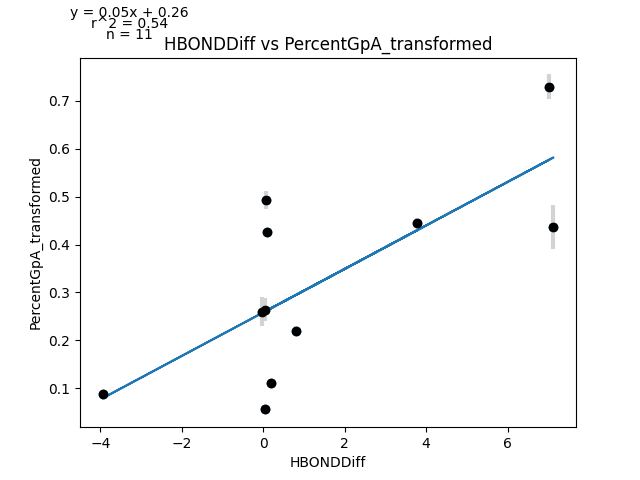 y = 0.05x + 0.26
r^2 = 0.54
n = 11
HBONDDiff vs PercentGpA_transformed
PercentGpA_transformed
0.7
0.6
0.5
0.4
0.3
0.2
0.1
−4
−2
0
2
4
6
HBONDDiff